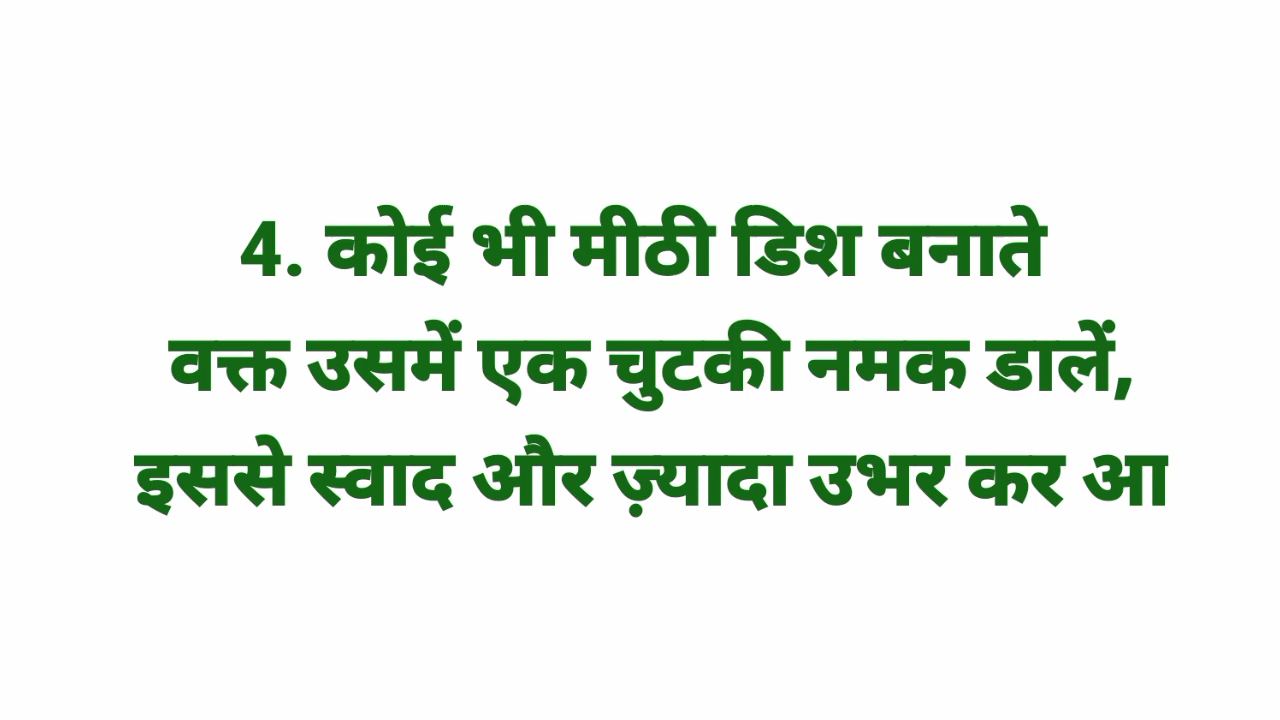 4. कोई भी मीठी डिश बनाते
वक्त उसमें एक चुटकी नमक डालें,
इससे स्वाद और ज़्यादा उभर कर आ